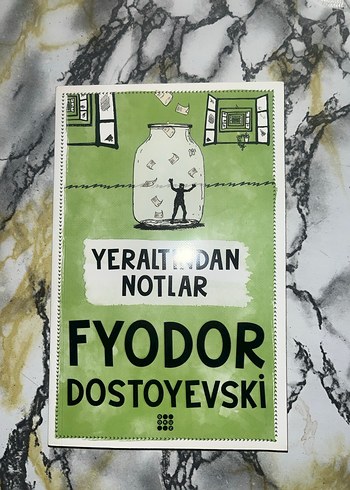 YERALTINDAN
NOTLAR
FYODOR
DOSTOYEVSKİ